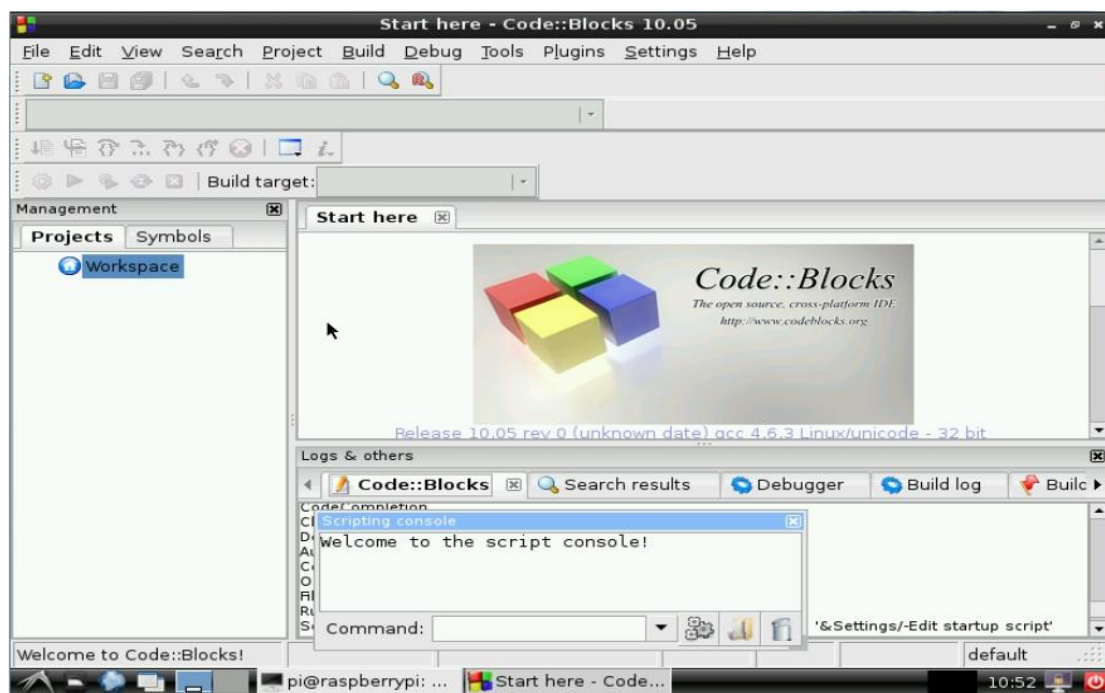 Start here - Code::Blocks 10.05
File Edit View Search Project Build Debug Tools Plugins Settings Help
Build target:
Management
Start here
Projects Symbols
Workspace
Code::Blocks
The open source, cross-platform IDE
http://www.codeblocks.org
Release 10.05 rev 0 (unknown date) gcc 4.6.3 Linux/unicode - 32 bit
Logs & others
Code::Blocks Search results Debugger Build log
CodeCompletion
Scripting console
Welcome to the script console!
Command:
'&Settings/-Edit startup script'
Welcome to Code::Blocks!
default
pi@raspberrypi: ... Start here - Code...
10:52